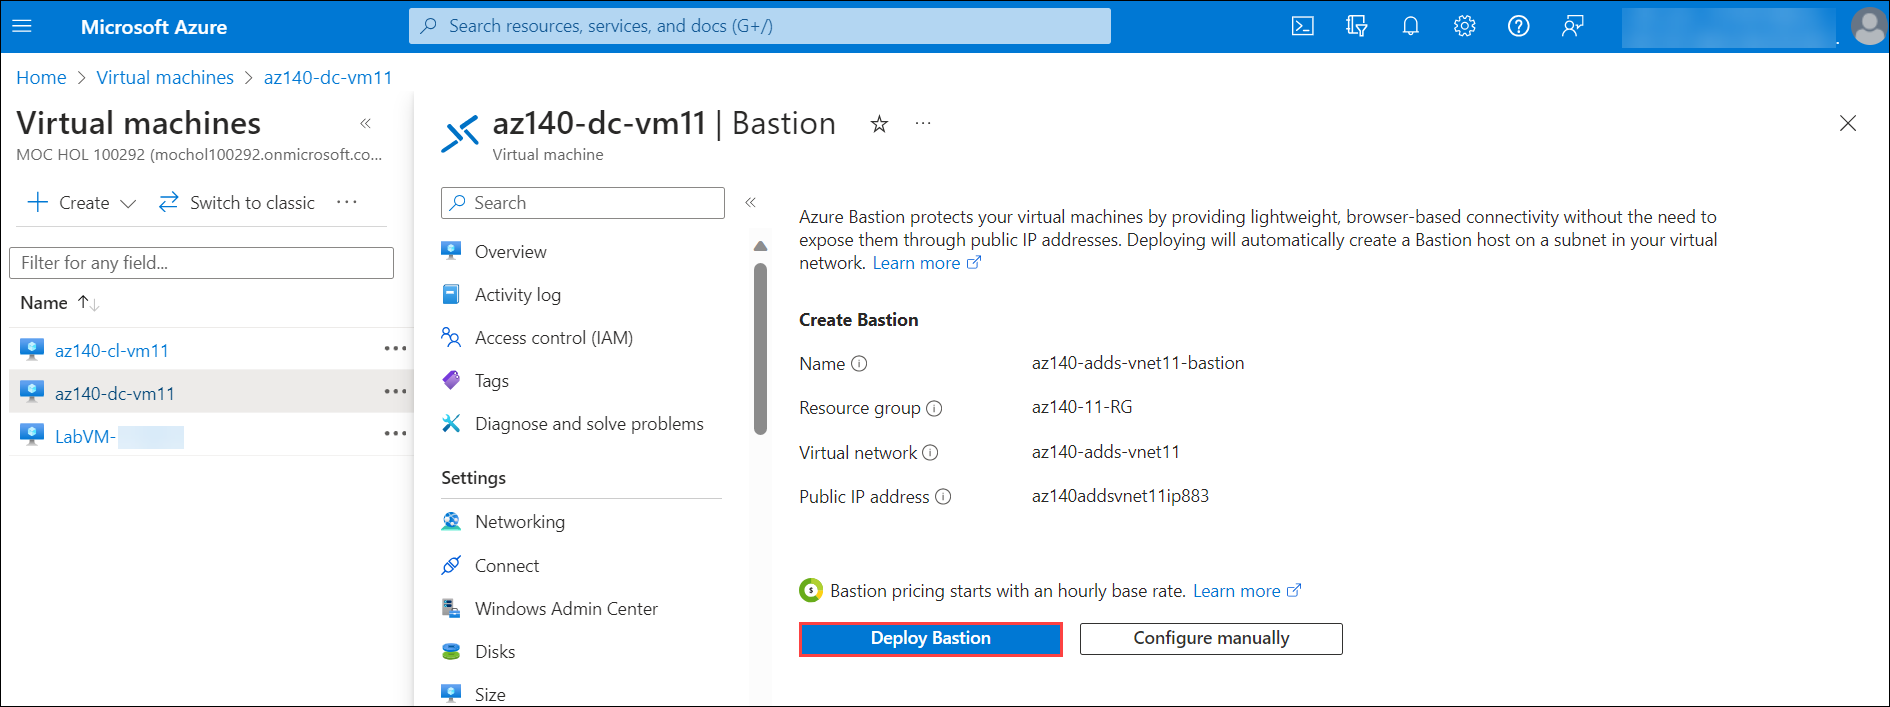 Microsoft Azure
Search resources, services, and docs (G+/)
Home > Virtual machines > az140-dc-vm11
Virtual machines «
MOC HOL 100292 (mochol100292.onmicrosoft.co...
+ Create Switch to classic ...
Filter for any field...
Name ↑↓
az140-cl-vm11 ...
az140-dc-vm11 ...
LabVM- ...
az140-dc-vm11 | Bastion ...
Virtual machine
Search «
Overview
Activity log
Access control (IAM)
Tags
Diagnose and solve problems
Settings
Networking
Connect
Windows Admin Center
Disks
Size
Azure Bastion protects your virtual machines by providing lightweight, browser-based connectivity without the need to
expose them through public IP addresses. Deploying will automatically create a Bastion host on a subnet in your virtual
network. Learn more
Create Bastion
Name az140-adds-vnet11-bastion
Resource group az140-11-RG
Virtual network az140-adds-vnet11
Public IP address az140addsvnet11ip883
Bastion pricing starts with an hourly base rate. Learn more
Deploy Bastion Configure manually